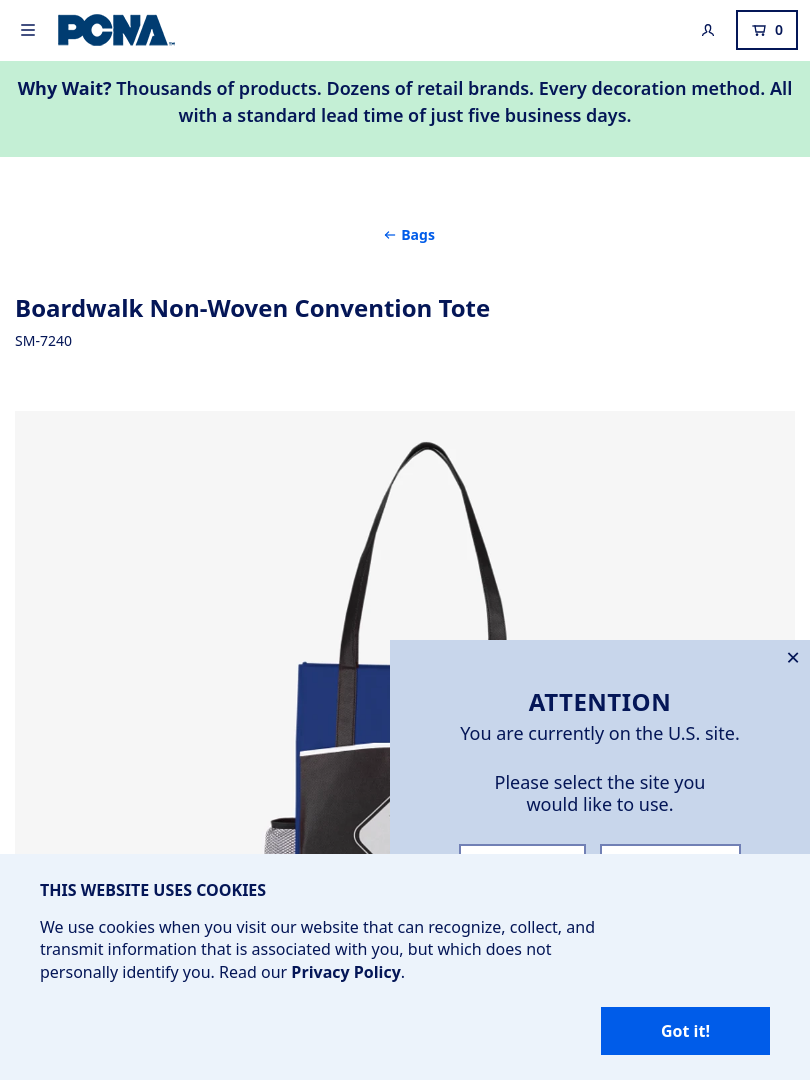 PCNA™
0
Why Wait? Thousands of products. Dozens of retail brands. Every decoration method. All
with a standard lead time of just five business days.
← Bags
Boardwalk Non-Woven Convention Tote
SM-7240
ATTENTION
You are currently on the U.S. site.
Please select the site you
would like to use.
THIS WEBSITE USES COOKIES
We use cookies when you visit our website that can recognize, collect, and
transmit information that is associated with you, but which does not
personally identify you. Read our Privacy Policy.
Got it!